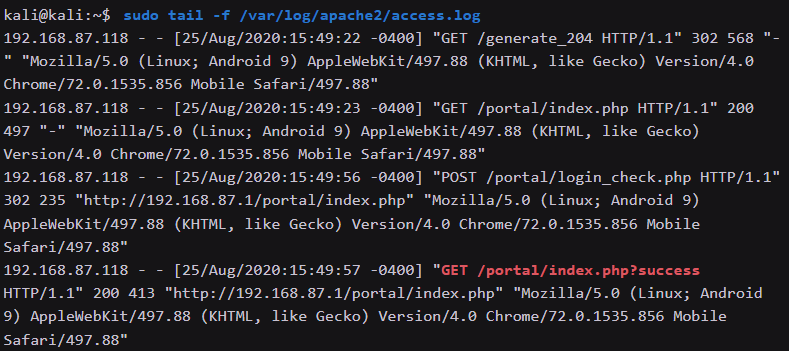 kali@kali:~$ sudo tail -f /var/log/apache2/access.log
192.168.87.118 - - [25/Aug/2020:15:49:22 -0400] "GET /generate_204 HTTP/1.1" 302 568 "-
" "Mozilla/5.0 (Linux; Android 9) AppleWebKit/497.88 (KHTML, like Gecko) Version/4.0
Chrome/72.0.1535.856 Mobile Safari/497.88"
192.168.87.118 - - [25/Aug/2020:15:49:23 -0400] "GET /portal/index.php HTTP/1.1" 200
497 "-" "Mozilla/5.0 (Linux; Android 9) AppleWebKit/497.88 (KHTML, like Gecko)
Version/4.0 Chrome/72.0.1535.856 Mobile Safari/497.88"
192.168.87.118 - - [25/Aug/2020:15:49:56 -0400] "POST /portal/login_check.php HTTP/1.1"
302 235 "http://192.168.87.1/portal/index.php" "Mozilla/5.0 (Linux; Android 9)
AppleWebKit/497.88 (KHTML, like Gecko) Version/4.0 Chrome/72.0.1535.856 Mobile
Safari/497.88"
192.168.87.118 - - [25/Aug/2020:15:49:57 -0400] "GET /portal/index.php?success
HTTP/1.1" 200 413 "http://192.168.87.1/portal/index.php" "Mozilla/5.0 (Linux; Android
9) AppleWebKit/497.88 (KHTML, like Gecko) Version/4.0 Chrome/72.0.1535.856 Mobile
Safari/497.88"